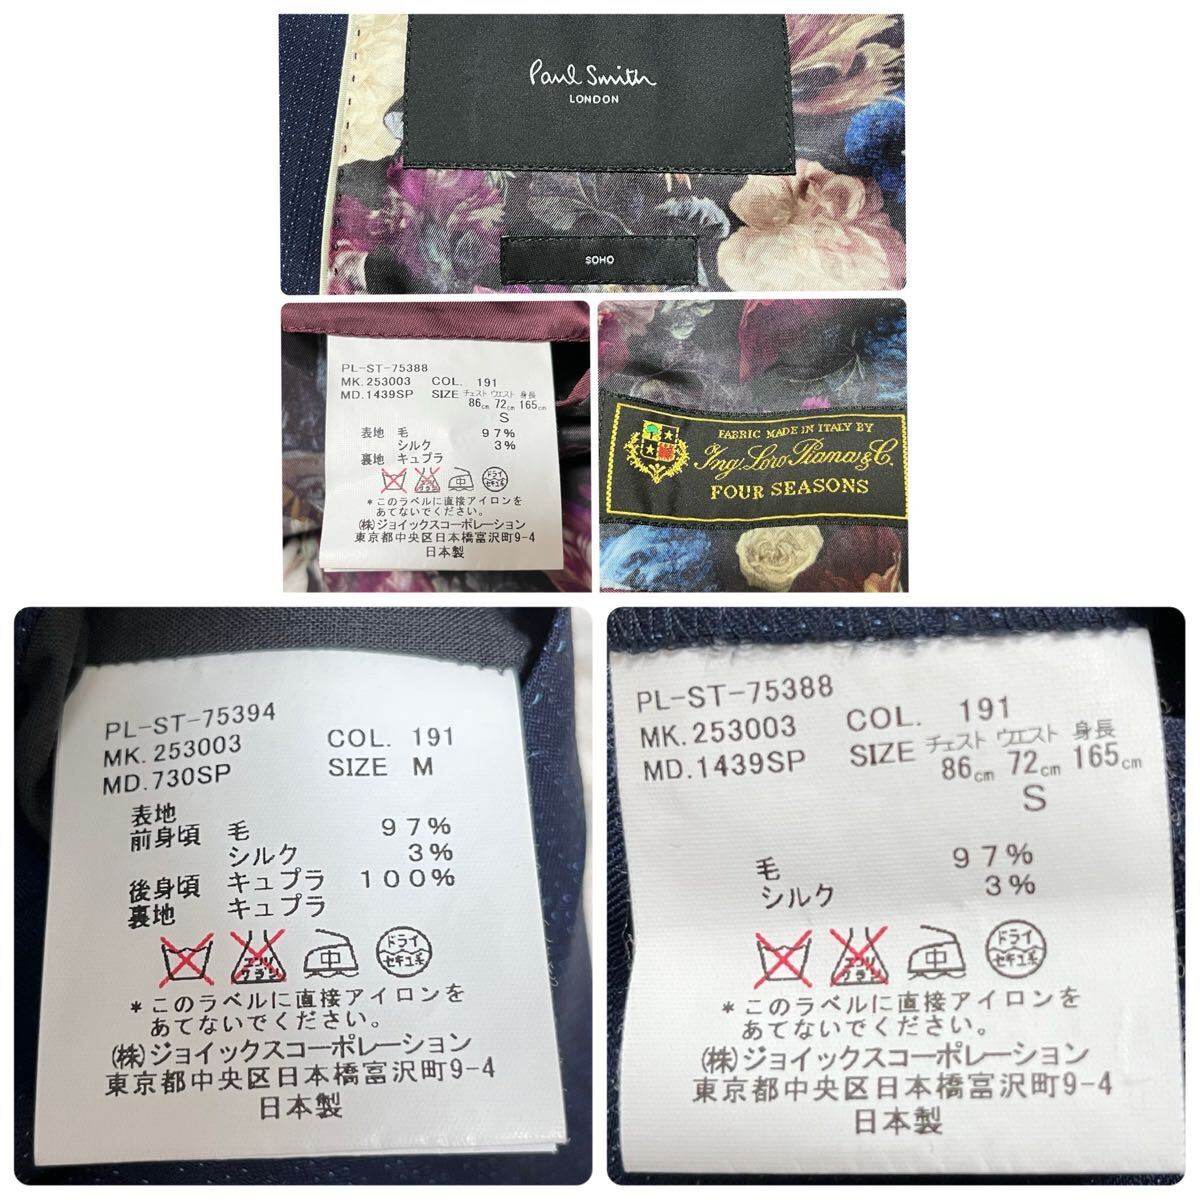 Paul Smith
LONDON
SOHO
PL-ST-75388
MK.253003 COL. 191
MD.1439SP SIZE チェスト ウエスト 身長
86cm 72cm 165cm
S
表地 毛 97%
シルク 3%
裏地 キュプラ
中 ドライ セキユ系
*このラベルに直接アイロンを
あてないでください。
(株)ジョイックスコーポレーション
東京都中央区日本橋富沢町9-4
日本製
FABRIC MADE IN ITALY BY
Ing. Loro Piana & C.
FOUR SEASONS
PL-ST-75394
MK.253003 COL. 191
MD.730SP SIZE M
表地
前身頃 毛 97%
シルク 3%
後身頃 キュプラ 100%
裏地 キュプラ
エンソ サラシ 中 ドライ セキユ系
*このラベルに直接アイロンを
あてないでください。
(株)ジョイックスコーポレーション
東京都中央区日本橋富沢町9-4
日本製
PL-ST-75388
MK.253003 COL. 191
MD.1439SP SIZE チェスト ウエスト 身長
86cm 72cm 165cm
S
毛 97%
シルク 3%
エンソ サラシ 中 ドライ セキユ系
*このラベルに直接アイロンを
あてないでください。
(株)ジョイックスコーポレーション
東京都中央区日本橋富沢町9-4
日本製